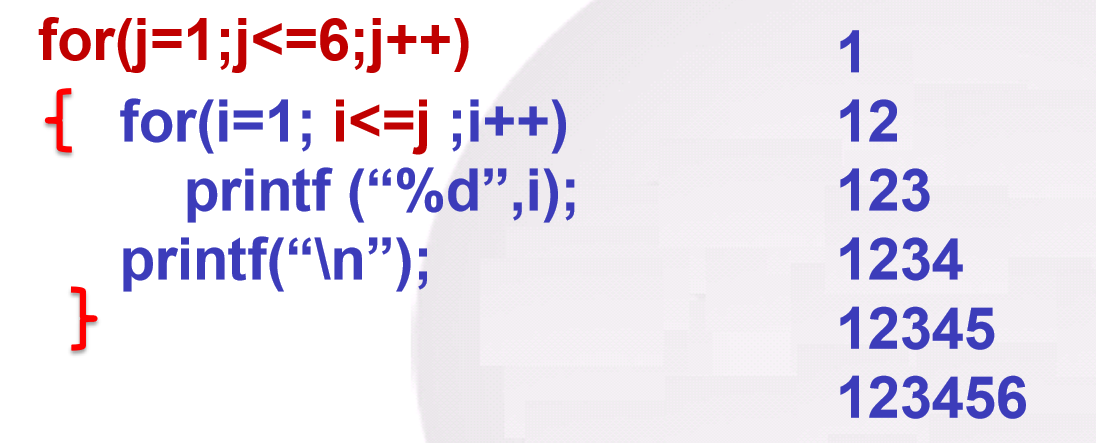 for(j=1;j<=6;j++)
{ for(i=1; i<=j ;i++)
printf (“%d”,i);
printf(“\n”);
}
1
12
123
1234
12345
123456